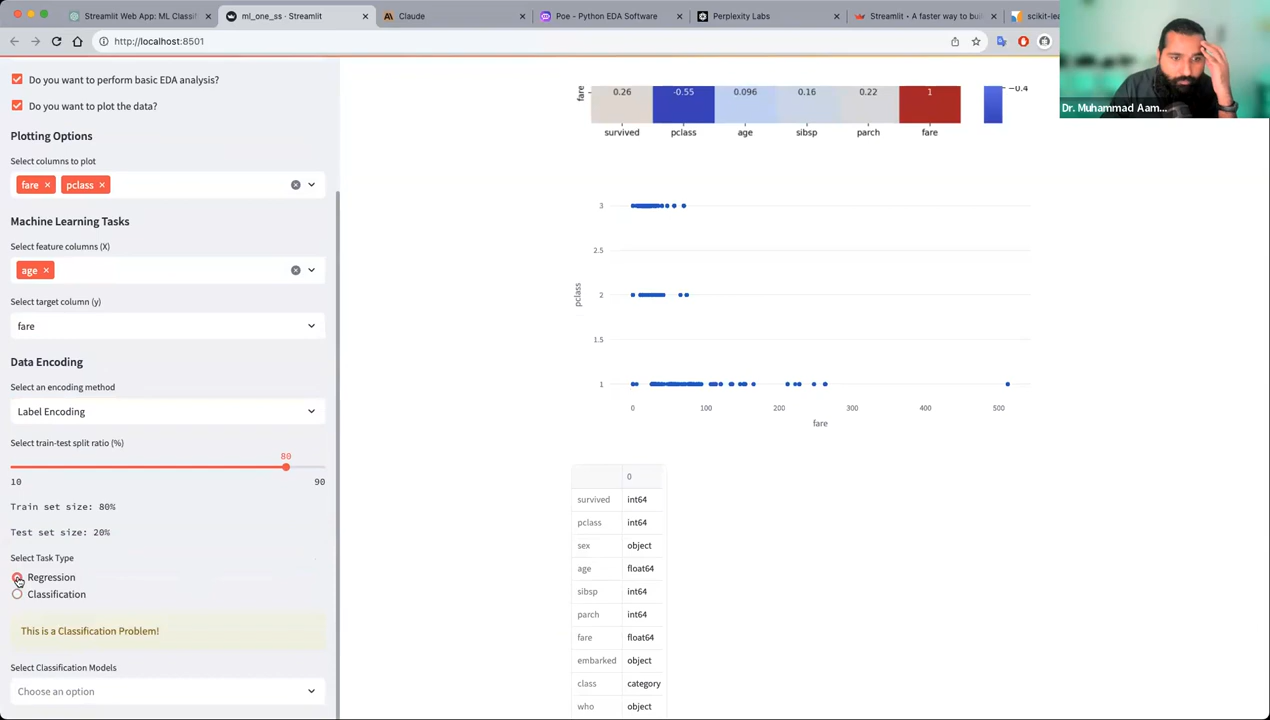 Streamlit Web App: ML Classif
ml_one_ss · Streamlit
Claude
Poe - Python EDA Software
Perplexity Labs
Streamlit • A faster way to bui
scikit-lea
http://localhost:8501
Do you want to perform basic EDA analysis?
Do you want to plot the data?
Plotting Options
Select columns to plot
fare
pclass
Machine Learning Tasks
Select feature columns (X)
age
Select target column (y)
fare
Data Encoding
Select an encoding method
Label Encoding
Select train-test split ratio (%)
80
10 90
Train set size: 80%
Test set size: 20%
Select Task Type
Regression
Classification
This is a Classification Problem!
Select Classification Models
Choose an option
fare 0.26 -0.55 0.096 0.16 0.22 1 −0.4
survived pclass age sibsp parch fare
3
2.5
2
1.5
1
pclass
0 100 200 300 400 500
fare
0
survived int64
pclass int64
sex object
age float64
sibsp int64
parch int64
fare float64
embarked object
class category
who object
Dr. Muhammad Aam...